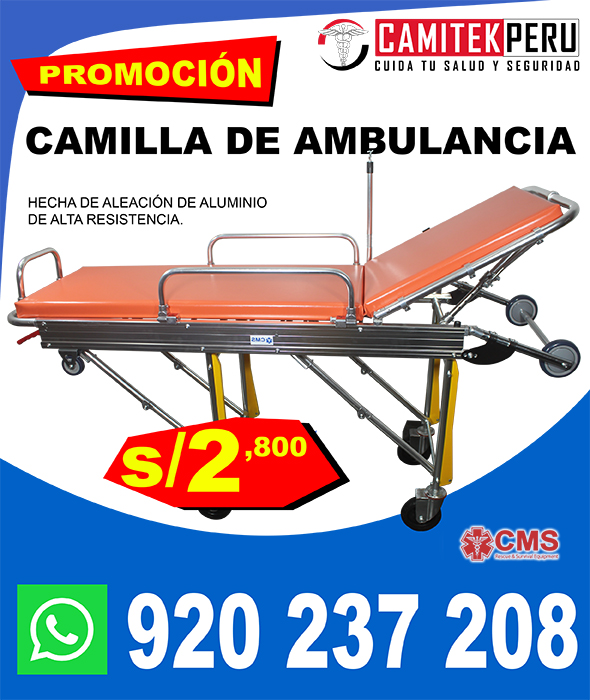 CAMITEKPERU
CUIDA TU SALUD Y SEGURIDAD
PROMOCIÓN
CAMILLA DE AMBULANCIA
HECHA DE ALEACIÓN DE ALUMINIO
DE ALTA RESISTENCIA.
CMS
s/2,800
CMS
Rescue & Survival Equipment
920 237 208